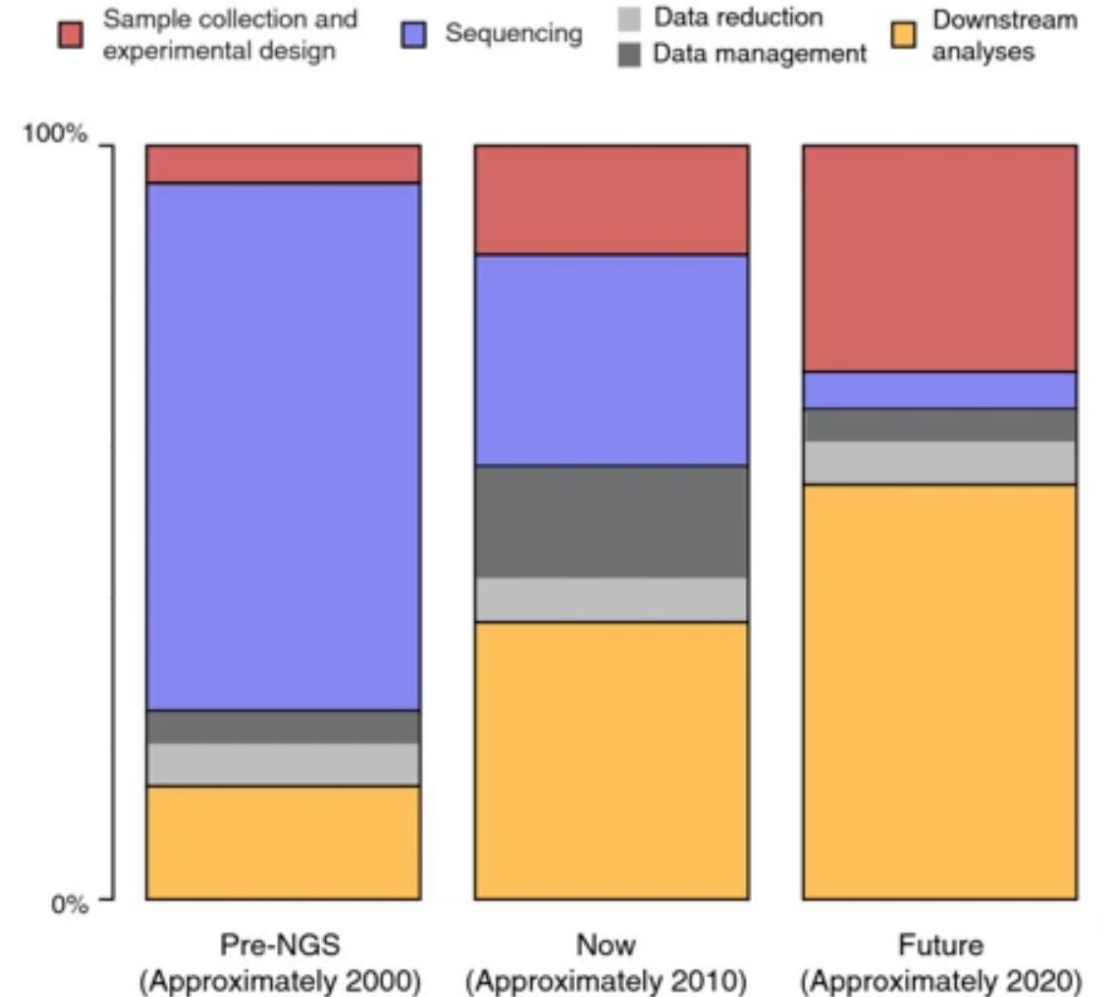 Sample collection and
experimental design
Sequencing
Data reduction
Data management
Downstream
analyses
100%
0%
Pre-NGS
(Approximately 2000)
Now
(Approximately 2010)
Future
(Approximately 2020)